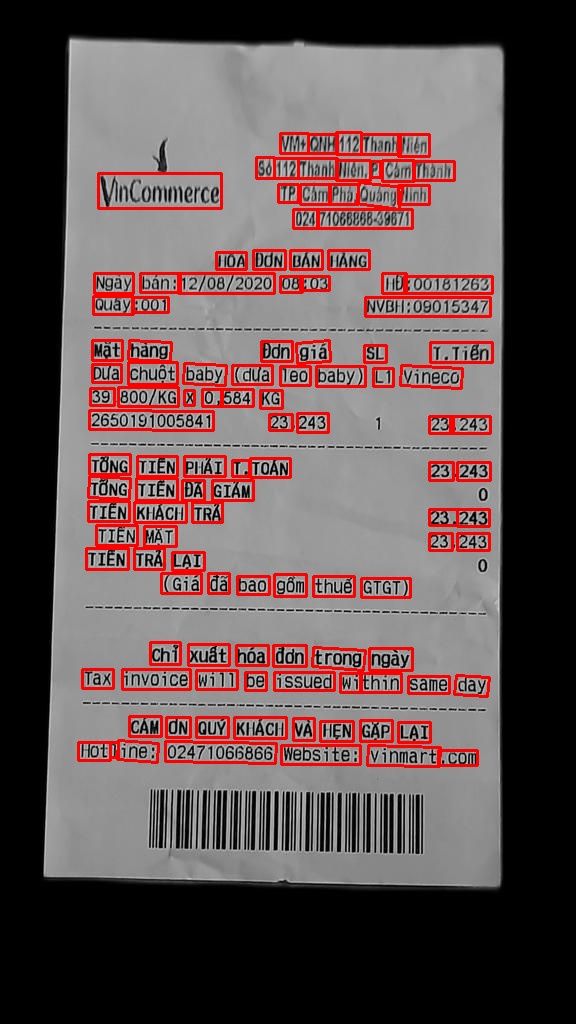 VinCommerce
VM+ QNH 112 Thanh Niên
Số 112 Thanh Niên, P. Cẩm Thành
TP. Cẩm Phả, Quảng Ninh
02471066866-39671
HÓA ĐƠN BÁN HÀNG
Ngày bán:12/08/2020 08:03 HĐ:00181263
Quầy:001 NVBH:09015347
Mặt hàng Đơn giá SL T.Tiền
Dưa chuột baby (dưa leo baby) L1 Vineco
39,800/KG X 0,584 KG
2650191005841 23.243 1 23.243
TỔNG TIỀN PHẢI T.TOÁN 23.243
TỔNG TIỀN ĐÃ GIẢM 0
TIỀN KHÁCH TRẢ 23.243
TIỀN MẶT 23.243
TIỀN TRẢ LẠI 0
(Giá đã bao gồm thuế GTGT)
Chỉ xuất hóa đơn trong ngày
Tax invoice will be issued within same day
CẢM ƠN QUÝ KHÁCH VÀ HẸN GẶP LẠI
Hotline: 02471066866 Website: vinmart.com